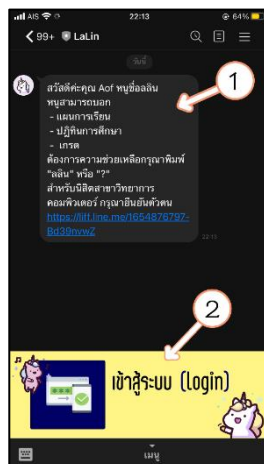 AIS 22:13 64%
99+ LaLin
วันนี้
สวัสดีค่ะคุณ Aof หนูชื่อลลิน
หนูสามารถบอก
- แผนการเรียน
- ปฏิทินการศึกษา
- เกรด
ต้องการความช่วยเหลือกรุณาพิมพ์
"ลลิน" หรือ "?"
สำหรับนิสิตสาขาวิทยาการ
คอมพิวเตอร์ กรุณายืนยันตัวตน
https://liff.line.me/1654876797-
Bd39nvwZ
22:13
1
2
เข้าสู่ระบบ (login)
เมนู